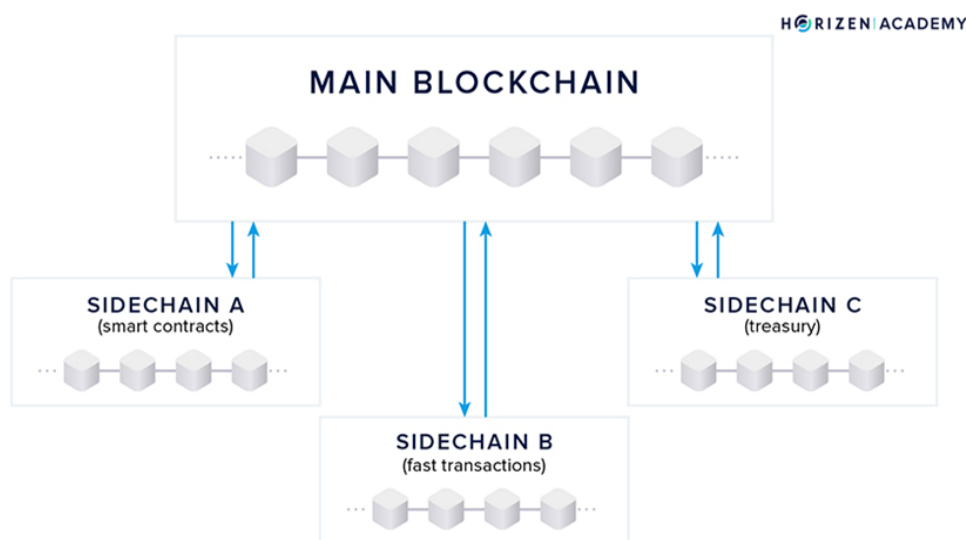 HORIZEN ACADEMY
MAIN BLOCKCHAIN
SIDECHAIN A
(smart contracts)
SIDECHAIN C
(treasury)
SIDECHAIN B
(fast transactions)